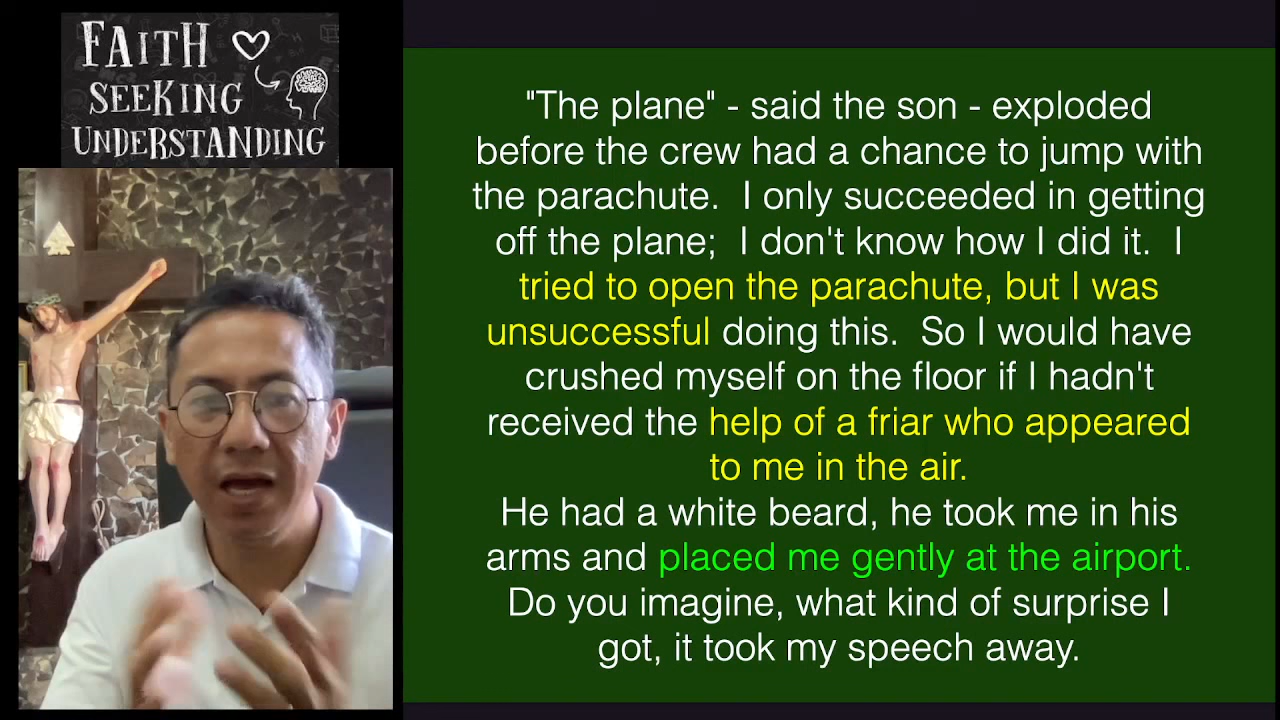 FAITH
SEEKING
UNDERSTANDING
"The plane" - said the son - exploded
before the crew had a chance to jump with
the parachute.  I only succeeded in getting
off the plane;  I don't know how I did it.  I
tried to open the parachute, but I was
unsuccessful doing this.  So I would have
crushed myself on the floor if I hadn't
received the help of a friar who appeared
to me in the air.
He had a white beard, he took me in his
arms and placed me gently at the airport.
Do you imagine, what kind of surprise I
got, it took my speech away.